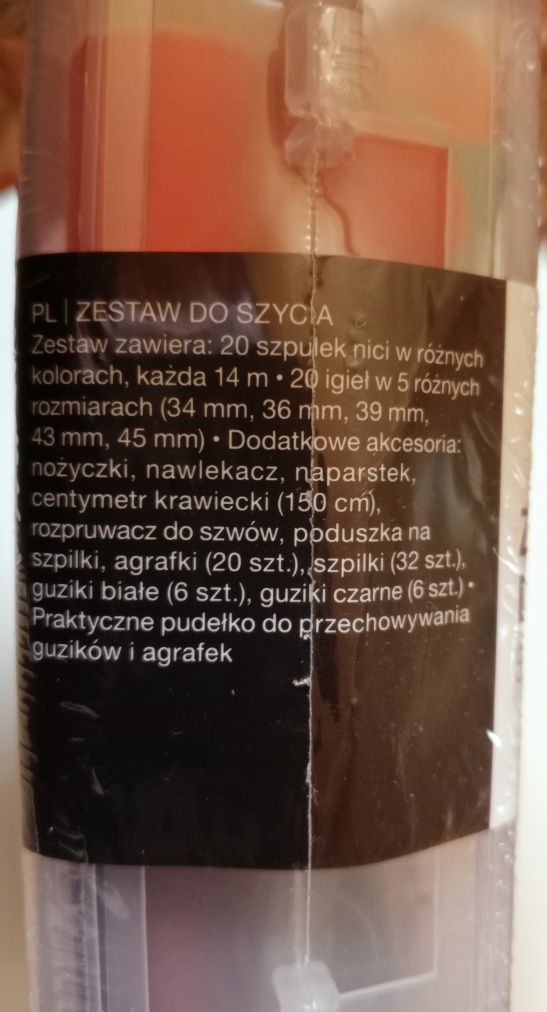 PL | ZESTAW DO SZYCIA
Zestaw zawiera: 20 szpulek nici w różnych
kolorach, każda 14 m • 20 igieł w 5 różnych
rozmiarach (34 mm, 36 mm, 39 mm,
43 mm, 45 mm) • Dodatkowe akcesoria:
nożyczki, nawlekacz, naparstek,
centymetr krawiecki (150 cm),
rozpruwacz do szwów, poduszka na
szpilki, agrafki (20 szt.), szpilki (32 szt.),
guziki białe (6 szt.), guziki czarne (6 szt.) •
Praktyczne pudełko do przechowywania
guzików i agrafek